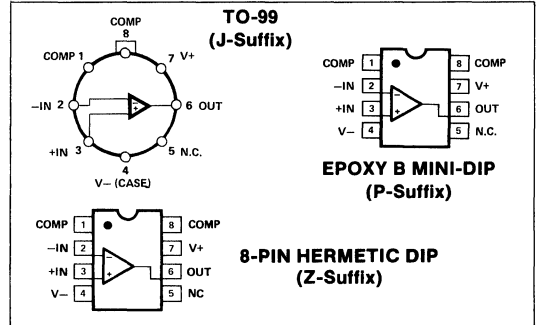 TO-99
(J-Suffix)
COMP
8
COMP 1
7 V+
−IN 2
− +
6 OUT
+IN 3
5 N.C.
4
V− (CASE)
COMP 1
8 COMP
−IN 2
7 V+
+IN 3
6 OUT
V− 4
5 N.C.
− +
EPOXY B MINI-DIP
(P-Suffix)
COMP 1
8 COMP
−IN 2
7 V+
+IN 3
6 OUT
V− 4
5 NC
− +
8-PIN HERMETIC DIP
(Z-Suffix)